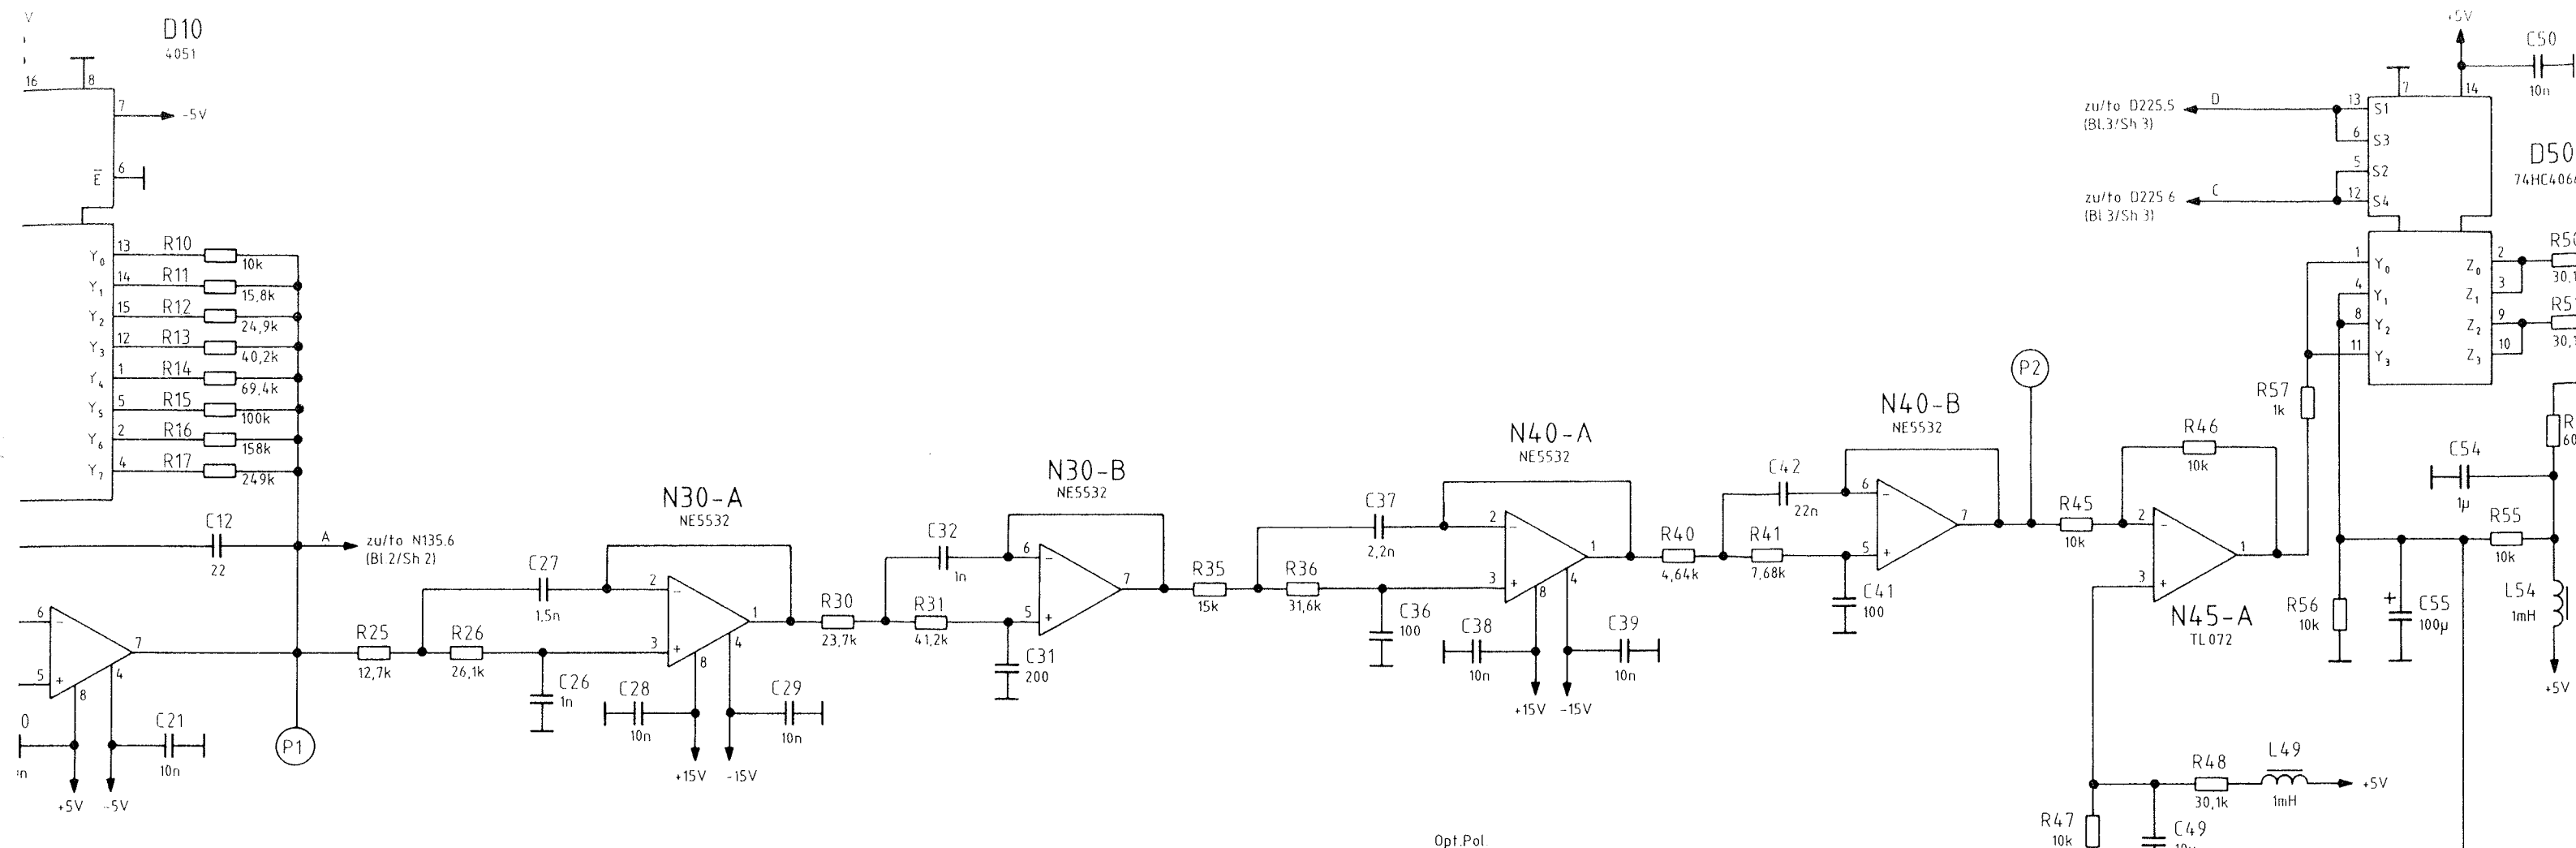 V
D10
4051
16
8
7
-5V
6
E̅
Y0 13 R10 10k
Y1 14 R11 15,8k
Y2 15 R12 24,9k
Y3 12 R13 40,2k
Y4 1 R14 69,4k
Y5 5 R15 100k
Y6 2 R16 158k
Y7 4 R17 249k
C12
22
A
zu/to N135.6
(Bl.2/Sh 2)
6
-
5
+
7
8
4
0
C21
10n
+5V
-5V
P1
R25
12,7k
R26
26,1k
C27
1,5n
C26
1n
N30-A
NE5532
2
-
3
+
1
8
4
C28
10n
C29
10n
+15V
-15V
R30
23,7k
R31
41,2k
C32
1n
C31
200
N30-B
NE5532
6
-
5
+
7
R35
15k
R36
31,6k
C37
2,2n
C36
100
N40-A
NE5532
2
-
3
+
1
8
4
C38
10n
C39
10n
+15V
-15V
R40
4,64k
R41
7,68k
C42
22n
C41
100
N40-B
NE5532
6
-
5
+
7
P2
R45
10k
R46
10k
2
-
3
+
1
N45-A
TL072
R57
1k
+5V
C50
10n
7
14
zu/to D225.5
(Bl.3/Sh 3)
D
13 S1
6 S3
5 S2
12 S4
zu/to D225.6
(Bl.3/Sh 3)
C
D50
1 Y0
4 Y1
8 Y2
11 Y3
Z0 2
Z1 3
Z2 9
Z3 10
C54
1µ
R55
10k
R56
10k
+
C55
100µ
L54
1mH
+5V
R48
30,1k
L49
1mH
+5V
R47
10k
C49
Opt.Pol.